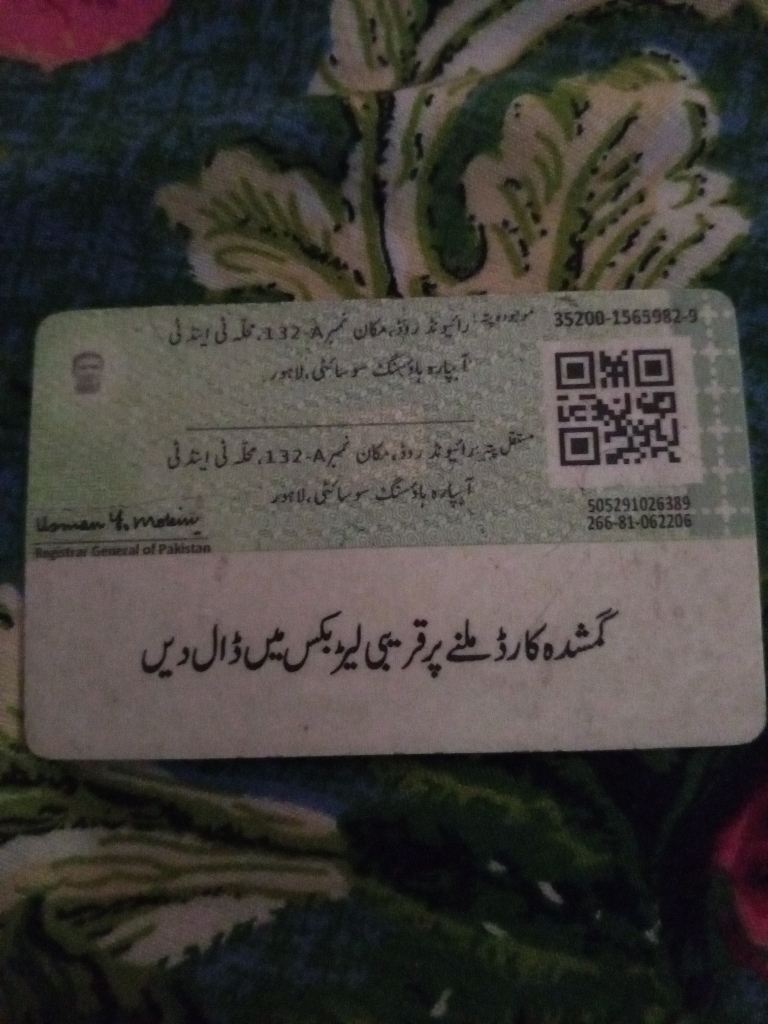 35200-1565982-9
موجودہ پتہ: رائیونڈ روڈ، مکان نمبر 132-A، محلہ ٹی اینڈ ٹی
آبپارہ ہاؤسنگ سوسائٹی، لاہور
مستقل پتہ: رائیونڈ روڈ، مکان نمبر 132-A، محلہ ٹی اینڈ ٹی
آبپارہ ہاؤسنگ سوسائٹی، لاہور
505291026389
266-81-062206
Usman Y. Mobin
Registrar General of Pakistan
گمشدہ کارڈ ملنے پر قریبی لیٹر بکس میں ڈال دیں